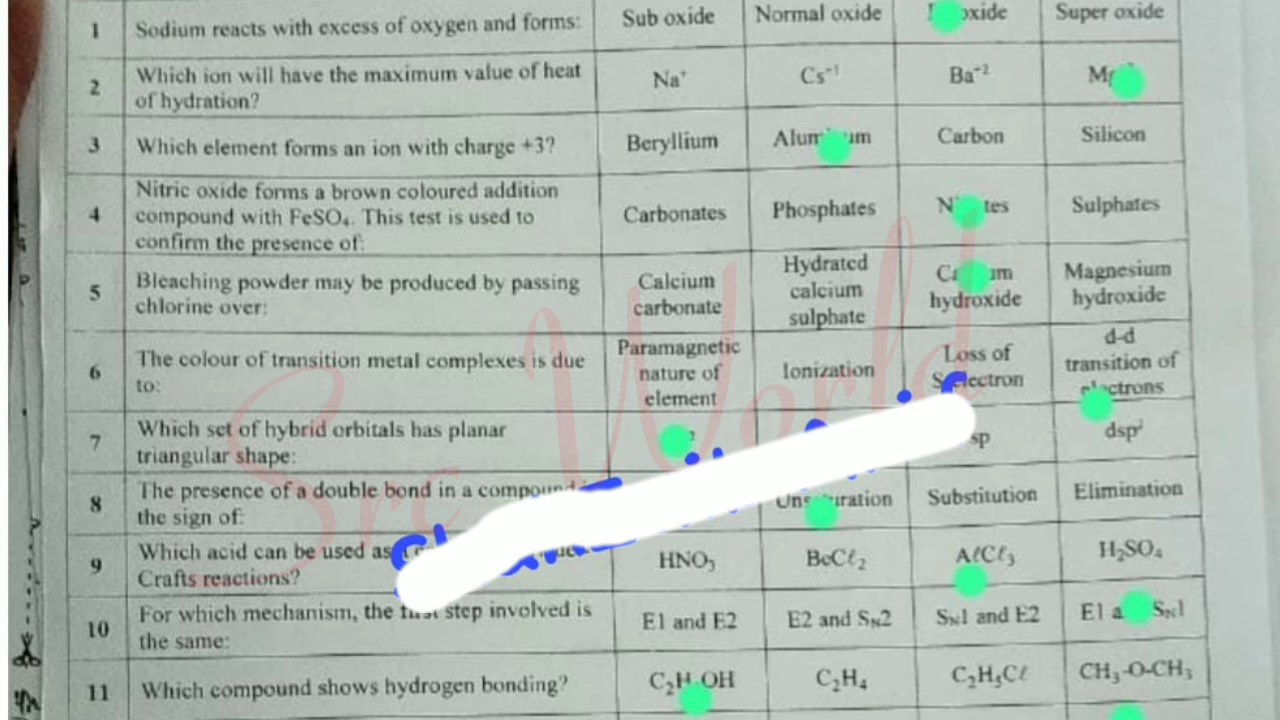 1 Sodium reacts with excess of oxygen and forms: Sub oxide Normal oxide oxide Super oxide
2 Which ion will have the maximum value of heat Na⁺ Cs⁺¹ Ba⁺²
of hydration?
3 Which element forms an ion with charge +3? Beryllium Carbon Silicon
4 Nitric oxide forms a brown coloured addition
compound with FeSO₄. This test is used to Carbonates Phosphates Sulphates
confirm the presence of:
5 Bleaching powder may be produced by passing Calcium Hydrated Magnesium
chlorine over: carbonate calcium hydroxide hydroxide
sulphate
6 The colour of transition metal complexes is due Paramagnetic Ionization Loss of d-d
to: nature of transition of
element
7 Which set of hybrid orbitals has planar sp dsp²
triangular shape:
8 The presence of a double bond in a compound Substitution Elimination
the sign of:
9 Which acid can be used as HNO₃ BeCℓ₂ AℓCℓ₃ H₂SO₄
Crafts reactions?
10 For which mechanism, the first step involved is E1 and E2 E2 and SN2 SN1 and E2 E1 SN1
the same:
11 Which compound shows hydrogen bonding? C₂H₅OH C₂H₄ C₂H₅Cℓ CH₃-O-CH₃
Src World